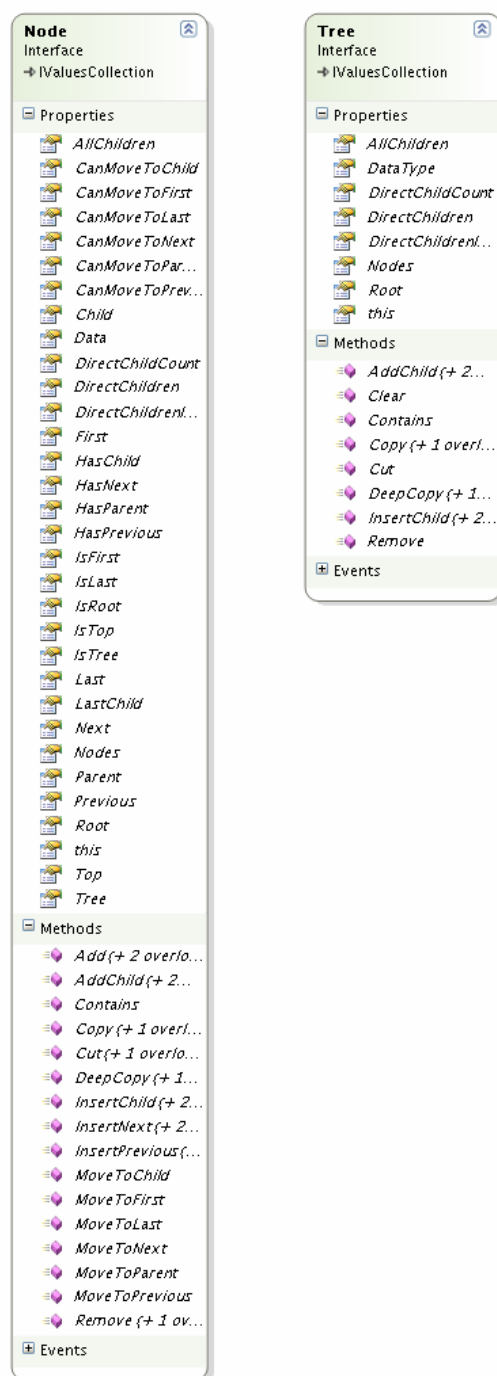 Node
Interface
IValuesCollection
Properties
AllChildren
CanMoveToChild
CanMoveToFirst
CanMoveToLast
CanMoveToNext
CanMoveToPar...
CanMoveToPrev...
Child
Data
DirectChildCount
DirectChildren
DirectChildrenI...
First
HasChild
HasNext
HasParent
HasPrevious
IsFirst
IsLast
IsRoot
IsTop
IsTree
Last
LastChild
Next
Nodes
Parent
Previous
Root
this
Top
Tree
Methods
Add (+ 2 overlo...
AddChild (+ 2...
Contains
Copy (+ 1 overl...
Cut (+ 1 overlo...
DeepCopy (+ 1...
InsertChild (+ 2...
InsertNext (+ 2...
InsertPrevious (...
MoveToChild
MoveToFirst
MoveToLast
MoveToNext
MoveToParent
MoveToPrevious
Remove (+ 1 ov...
Events
Tree
Interface
IValuesCollection
Properties
AllChildren
DataType
DirectChildCount
DirectChildren
DirectChildrenI...
Nodes
Root
this
Methods
AddChild (+ 2...
Clear
Contains
Copy (+ 1 overl...
Cut
DeepCopy (+ 1...
InsertChild (+ 2...
Remove
Events